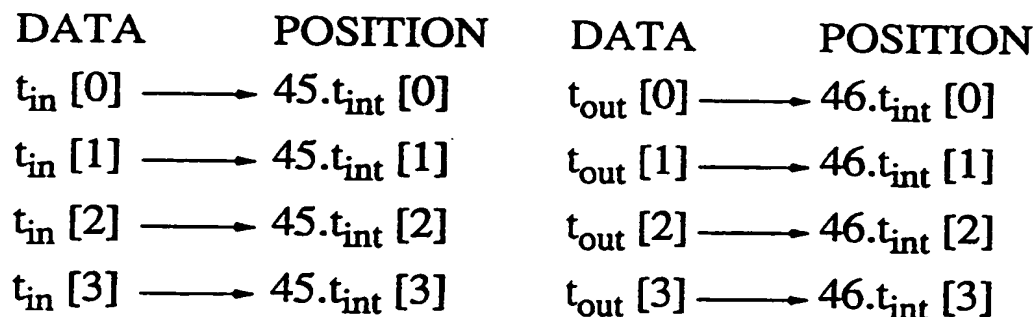 DATA POSITION DATA POSITION
t_in [0] → 45.t_int [0] t_out [0] → 46.t_int [0]
t_in [1] → 45.t_int [1] t_out [1] → 46.t_int [1]
t_in [2] → 45.t_int [2] t_out [2] → 46.t_int [2]
t_in [3] → 45.t_int [3] t_out [3] → 46.t_int [3]